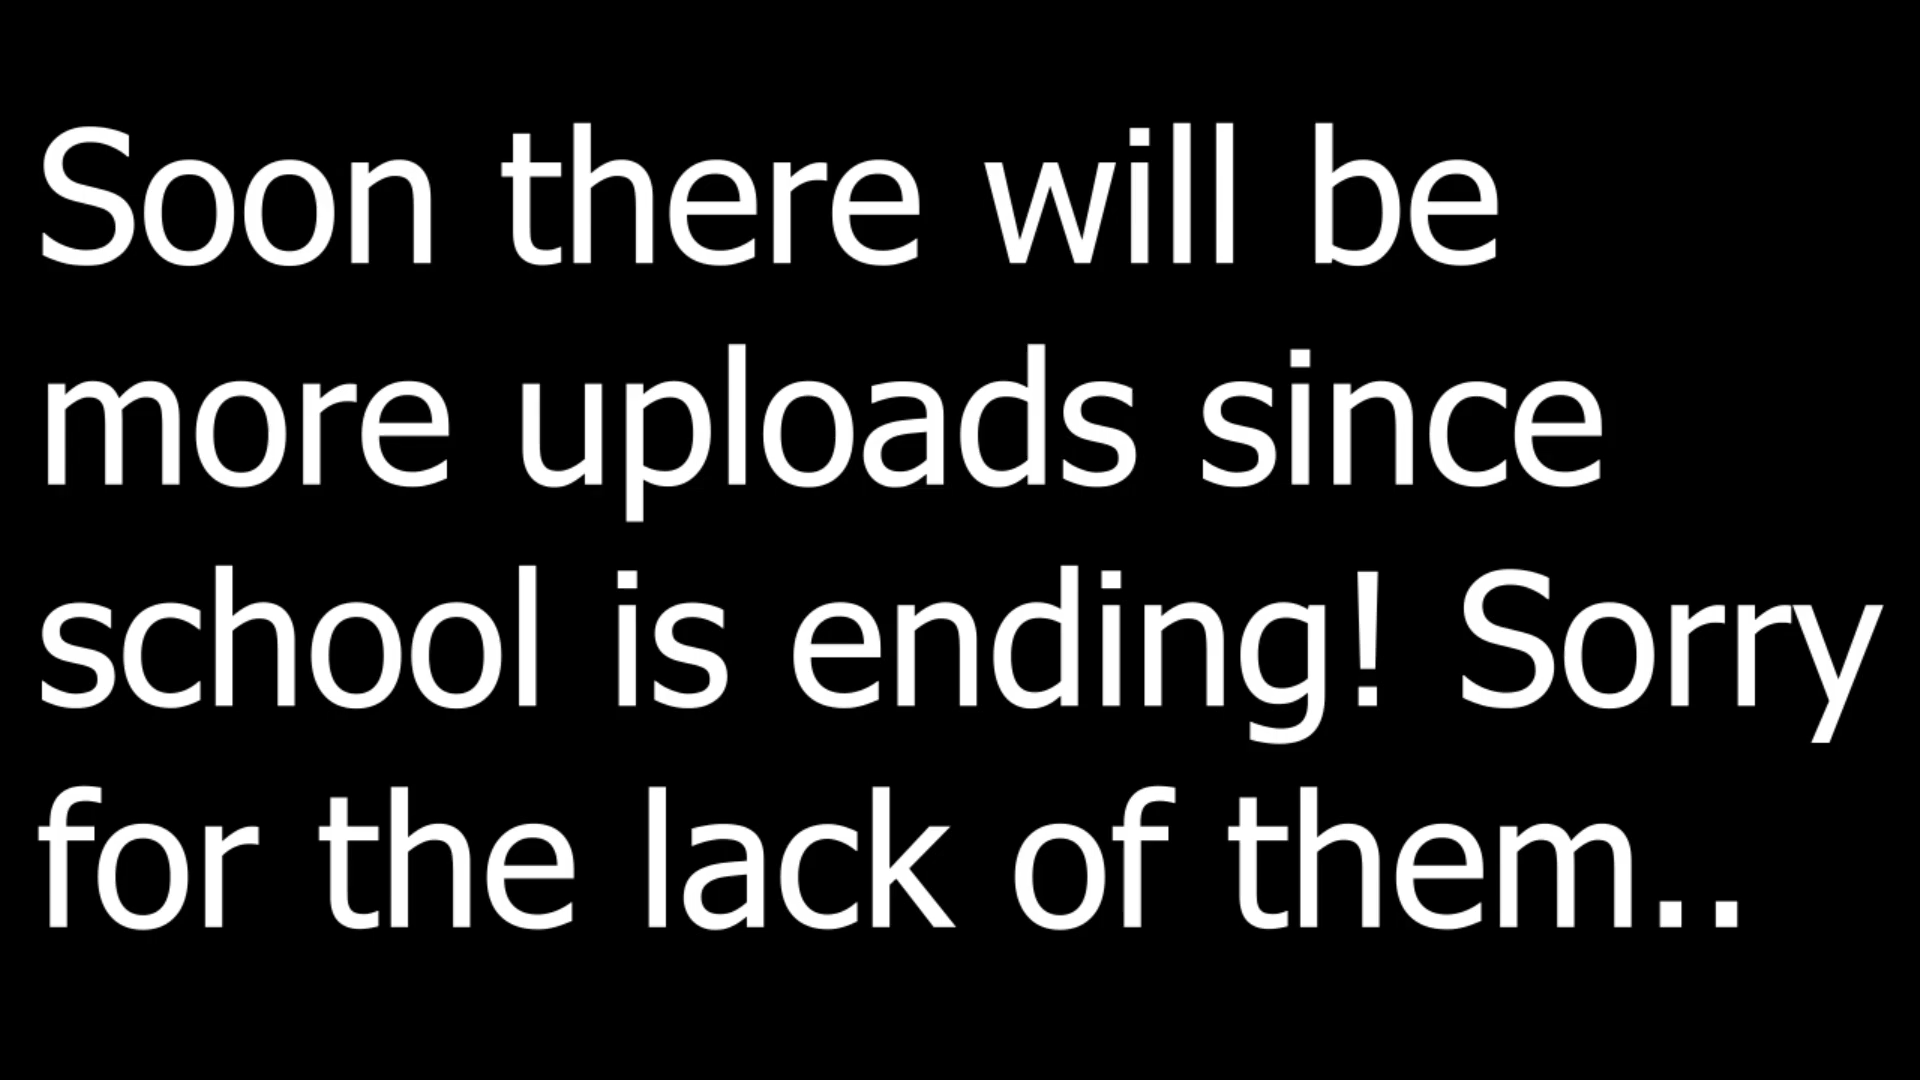 Soon there will be
more uploads since
school is ending! Sorry
for the lack of them..